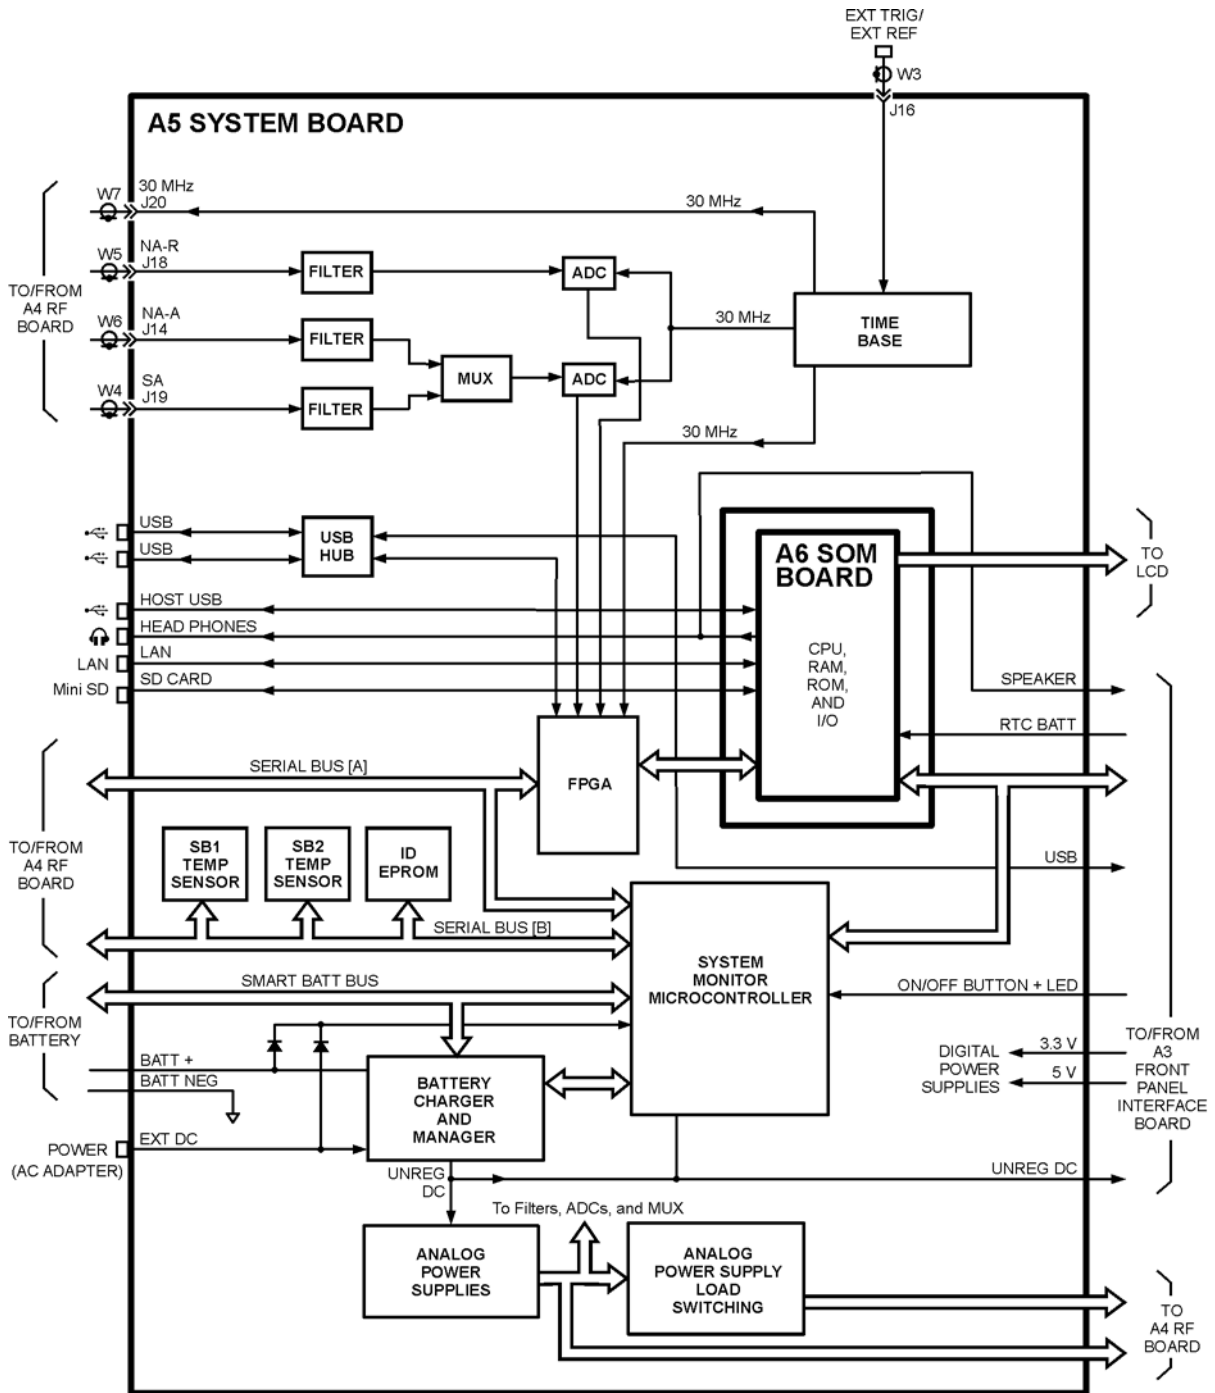 EXT TRIG/
EXT REF
W3
J16
A5 SYSTEM BOARD
W7
30 MHz
J20
30 MHz
W5
NA-R
J18
FILTER
ADC
TO/FROM
A4 RF
BOARD
W6
NA-A
J14
FILTER
MUX
ADC
30 MHz
TIME
BASE
W4
SA
J19
FILTER
30 MHz
USB
USB
USB
HUB
A6 SOM
BOARD
TO
LCD
HOST USB
HEAD PHONES
LAN
LAN
Mini SD
SD CARD
CPU,
RAM,
ROM,
AND
I/O
SPEAKER
RTC BATT
SERIAL BUS [A]
FPGA
TO/FROM
A4 RF
BOARD
SB1
TEMP
SENSOR
SB2
TEMP
SENSOR
ID
EPROM
USB
SERIAL BUS [B]
SYSTEM
MONITOR
MICROCONTROLLER
SMART BATT BUS
ON/OFF BUTTON + LED
TO/FROM
BATTERY
BATT +
BATT NEG
BATTERY
CHARGER
AND
MANAGER
DIGITAL
POWER
SUPPLIES
3.3 V
5 V
TO/FROM
A3
FRONT
PANEL
INTERFACE
BOARD
POWER
(AC ADAPTER)
EXT DC
UNREG
DC
UNREG DC
To Filters, ADCs, and MUX
ANALOG
POWER
SUPPLIES
ANALOG
POWER SUPPLY
LOAD
SWITCHING
TO
A4 RF
BOARD